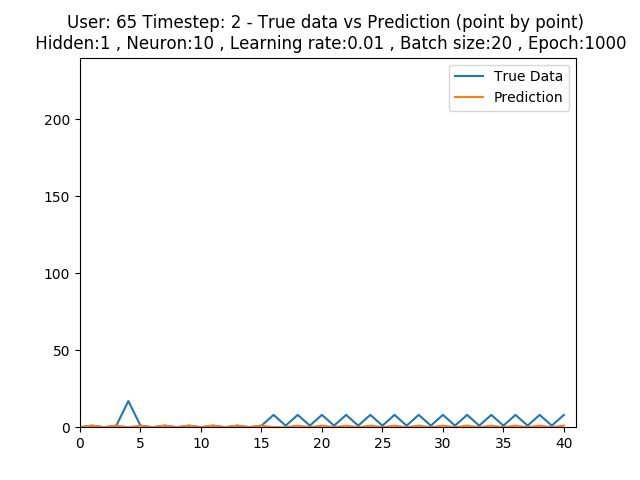 User: 65 Timestep: 2 - True data vs Prediction (point by point)
Hidden:1 , Neuron:10 , Learning rate:0.01 , Batch size:20 , Epoch:1000
True Data
Prediction
200
150
100
50
0
0 5 10 15 20 25 30 35 40